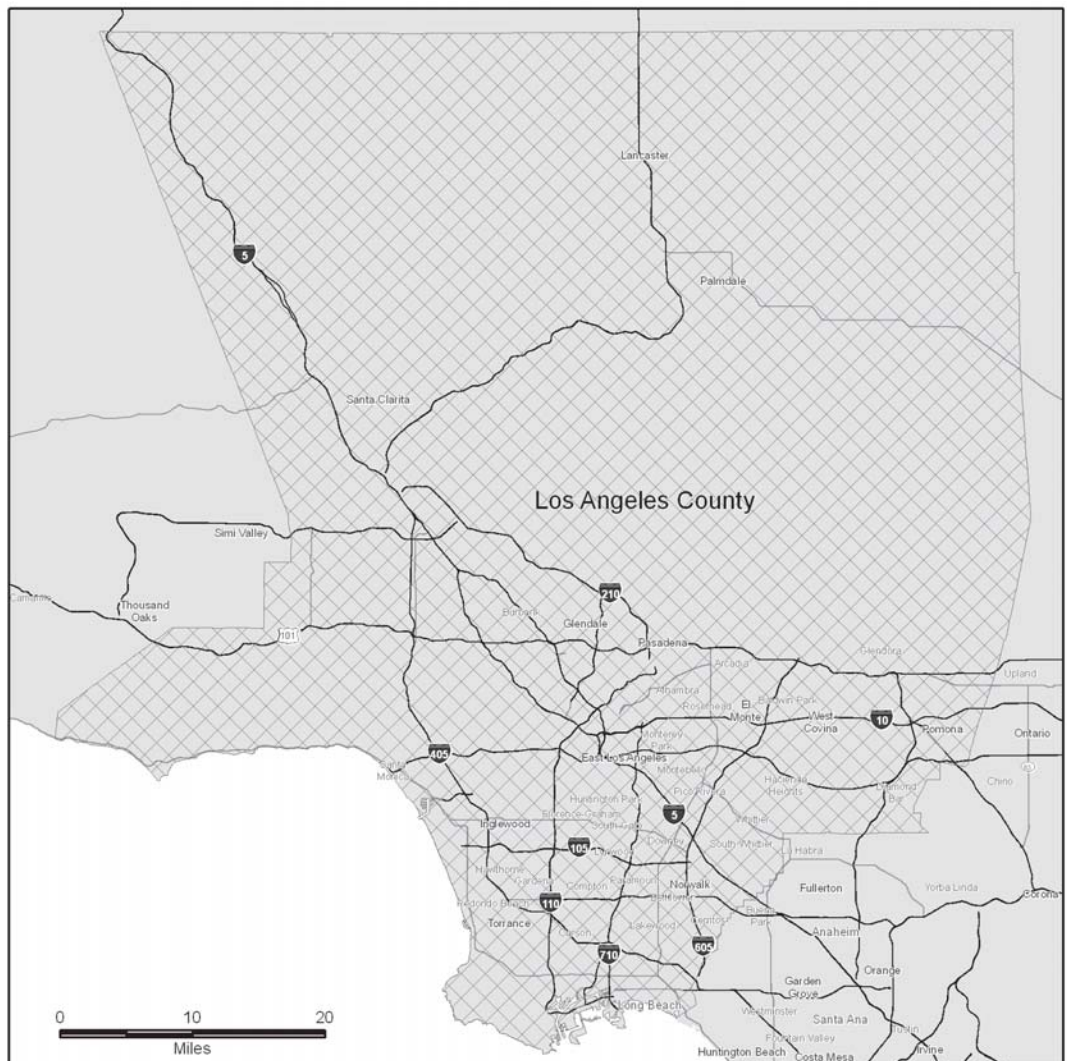 Lancaster
5
Palmdale
Santa Clarita
Los Angeles County
Simi Valley
210
Thousand
Oaks
Burbank
Glendale
101
Pasadena
Glendora
Arcadia
Upland
Alhambra
Rosemead
El
Monte
Baldwin Park
West
Covina
10
Pomona
Ontario
Monterey
Park
405
East Los Angeles
Santa
Monica
Montebello
Hacienda
Heights
Diamond
Bar
Chino
Pico Rivera
Huntington Park
Florence-Graham
5
Inglewood
South Gate
Whittier
105
Lynwood
Downey
South Whittier
La Habra
Hawthorne
Gardena
Compton
Paramount
Norwalk
Fullerton
Yorba Linda
Corona
110
Redondo Beach
Bellflower
Torrance
Carson
Lakewood
Cerritos
Buena
Park
Anaheim
710
605
Orange
Garden
Grove
Long Beach
Westminster
Santa Ana
Tustin
Fountain Valley
Huntington Beach
Costa Mesa
Irvine
0 10 20
Miles